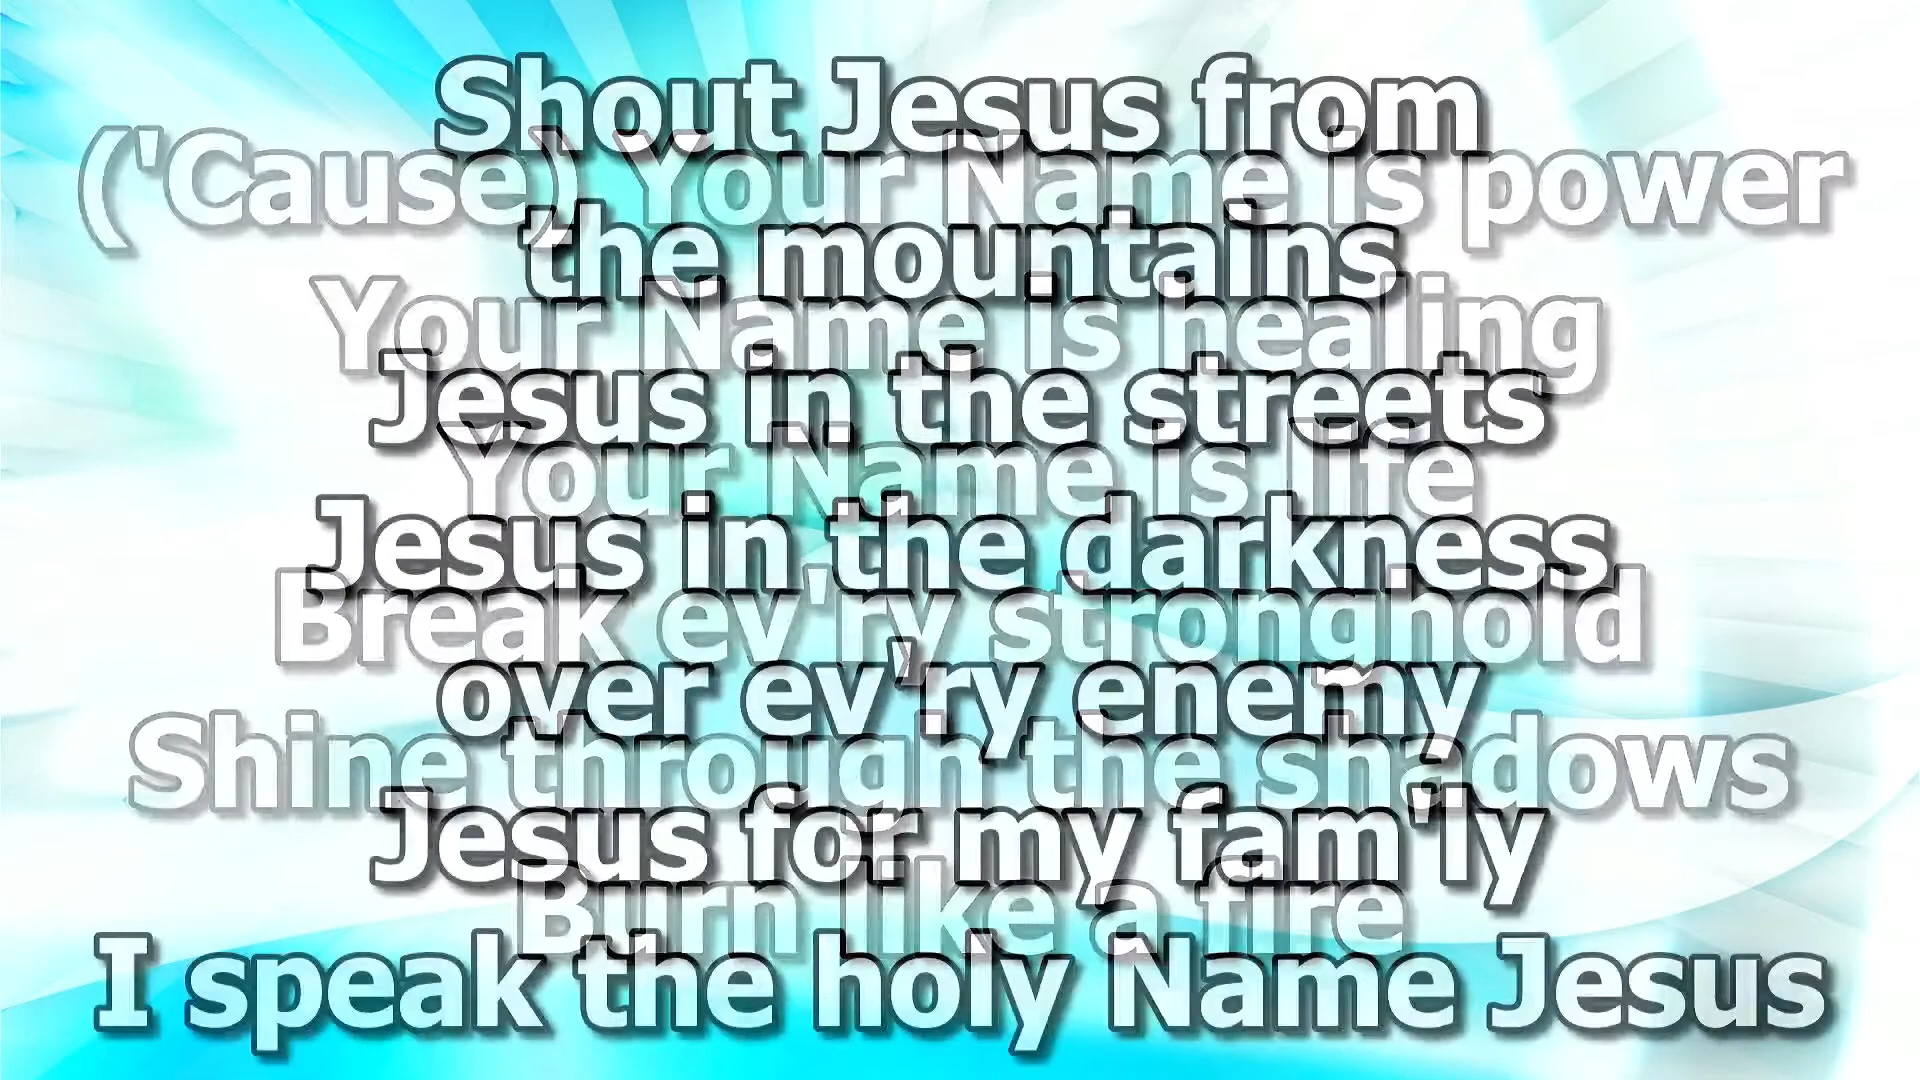 Shout Jesus from
('Cause) Your Name is power
the mountains
Your Name is healing
Jesus in the streets
Your Name is life
Jesus in the darkness
Break ev'ry stronghold
over ev'ry enemy
Shine through the shadows
Jesus for my fam'ly
Burn like a fire
I speak the holy Name Jesus